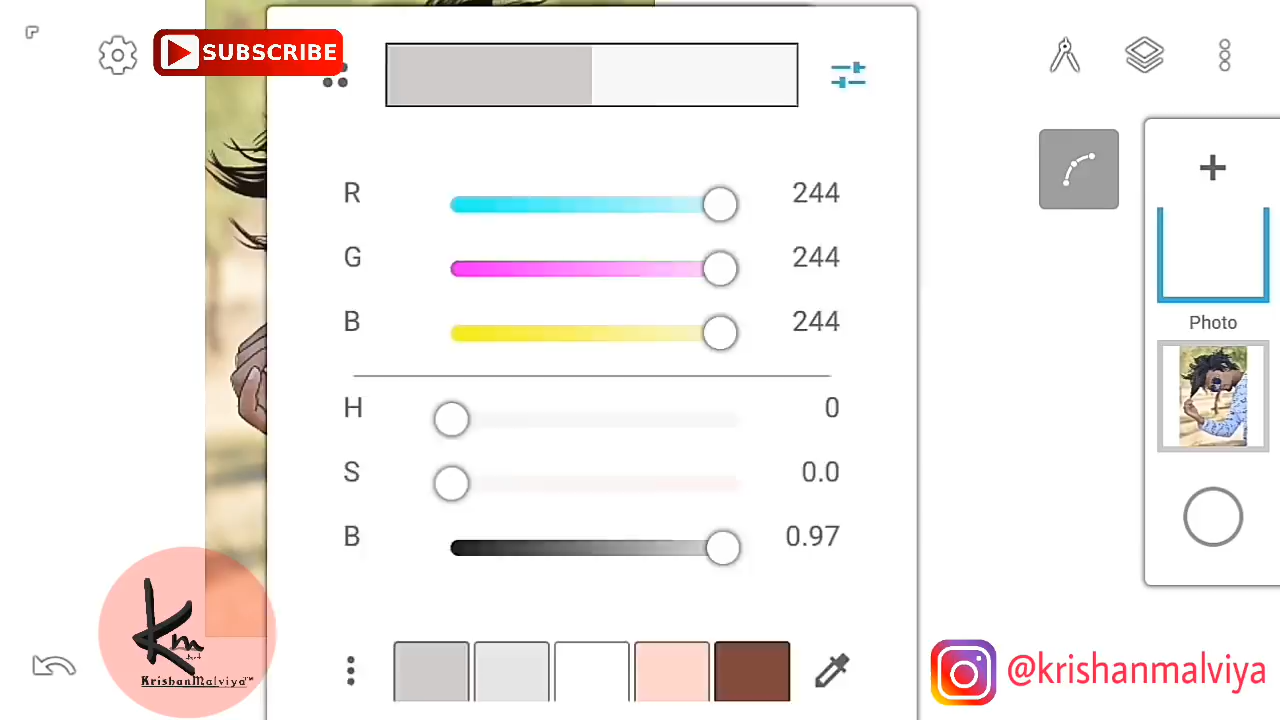 SUBSCRIBE
R 244
G 244
B 244
H 0
S 0.0
B 0.97
Photo
Km
KrishanMalviya™
@krishanmalviya